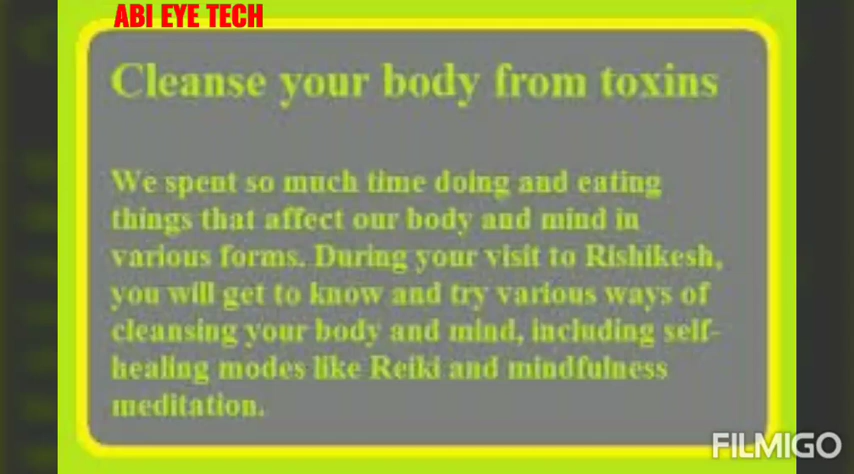 ABI EYE TECH
Cleanse your body from toxins
We spent so much time doing and eating
things that affect our body and mind in
various forms. During your visit to Rishikesh,
you will get to know and try various ways of
cleansing your body and mind, including self-
healing modes like Reiki and mindfulness
meditation.
FILMIGO